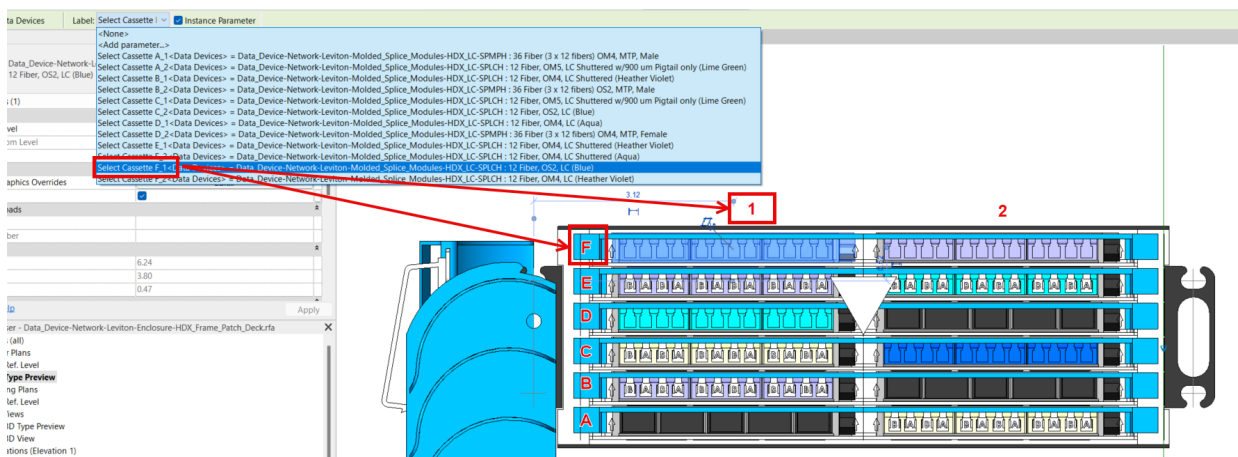 ta Devices Label: Select Cassette Instance Parameter
<None>
<Add parameter...>
Select Cassette A_1<Data Devices> = Data_Device-Network-Leviton-Molded_Splice_Modules-HDX_LC-SPMPH : 36 Fiber (3 x 12 fibers) OM4, MTP, Male
Select Cassette A_2<Data Devices> = Data_Device-Network-Leviton-Molded_Splice_Modules-HDX_LC-SPLCH : 12 Fiber, OM5, LC Shuttered w/900 um Pigtail only (Lime Green)
Select Cassette B_1<Data Devices> = Data_Device-Network-Leviton-Molded_Splice_Modules-HDX_LC-SPLCH : 12 Fiber, OM4, LC Shuttered (Heather Violet)
Select Cassette B_2<Data Devices> = Data_Device-Network-Leviton-Molded_Splice_Modules-HDX_LC-SPMPH : 36 Fiber (3 x 12 fibers) OS2, MTP, Male
Select Cassette C_1<Data Devices> = Data_Device-Network-Leviton-Molded_Splice_Modules-HDX_LC-SPLCH : 12 Fiber, OM5, LC Shuttered w/900 um Pigtail only (Lime Green)
Select Cassette C_2<Data Devices> = Data_Device-Network-Leviton-Molded_Splice_Modules-HDX_LC-SPLCH : 12 Fiber, OS2, LC (Blue)
Select Cassette D_1<Data Devices> = Data_Device-Network-Leviton-Molded_Splice_Modules-HDX_LC-SPLCH : 12 Fiber, OM4, LC (Aqua)
Select Cassette D_2<Data Devices> = Data_Device-Network-Leviton-Molded_Splice_Modules-HDX_LC-SPMPH : 36 Fiber (3 x 12 fibers) OM4, MTP, Female
Select Cassette E_1<Data Devices> = Data_Device-Network-Leviton-Molded_Splice_Modules-HDX_LC-SPLCH : 12 Fiber, OM4, LC Shuttered (Heather Violet)
Select Cassette E_2<Data Devices> = Data_Device-Network-Leviton-Molded_Splice_Modules-HDX_LC-SPLCH : 12 Fiber, OM4, LC Shuttered (Aqua)
Select Cassette F_1<Data Devices> = Data_Device-Network-Leviton-Molded_Splice_Modules-HDX_LC-SPLCH : 12 Fiber, OS2, LC (Blue)
Select Cassette F_2<Data Devices> = Data_Device-Network-Leviton-Molded_Splice_Modules-HDX_LC-SPLCH : 12 Fiber, OM4, LC (Heather Violet)
Data_Device-Network-L
12 Fiber, OS2, LC (Blue)
s (1)
evel
om Level
aphics Overrides
oads
ber
6.24
3.80
0.47
elp
Apply
ser - Data_Device-Network-Leviton-Enclosure-HDX_Frame_Patch_Deck.rfa
s (all)
r Plans
Ref. Level
Type Preview
ng Plans
Ref. Level
iews
3D Type Preview
3D View
ations (Elevation 1)
3.12
1
2
F
E
B A B A B A B A B A B A
B A B A B A B A B A B A
D
C
B A B A B A B A B A B A
B
B A B A B A B A B A B A
A
B A B A B A B A B A B A